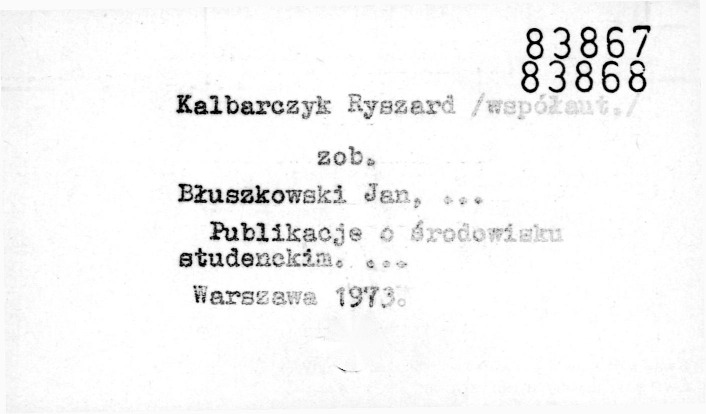 83867
83868
Kalbarczyk Ryszard /współaut./
zob.
Błuszkowski Jan, ...
Publikacje o środowisku
studenckim. ...
Warszawa 1973.